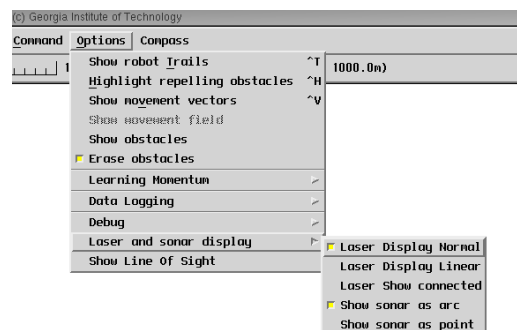 (c) Georgia Institute of Technology
Command Options Compass
1
1000.0m)
Show robot Trails ^T
Highlight repelling obstacles ^H
Show movement vectors ^V
Show movement field
Show obstacles
Erase obstacles
Learning Momentum
Data Logging
Debug
Laser and sonar display
Show Line Of Sight
Laser Display Normal
Laser Display Linear
Laser Show connected
Show sonar as arc
Show sonar as point